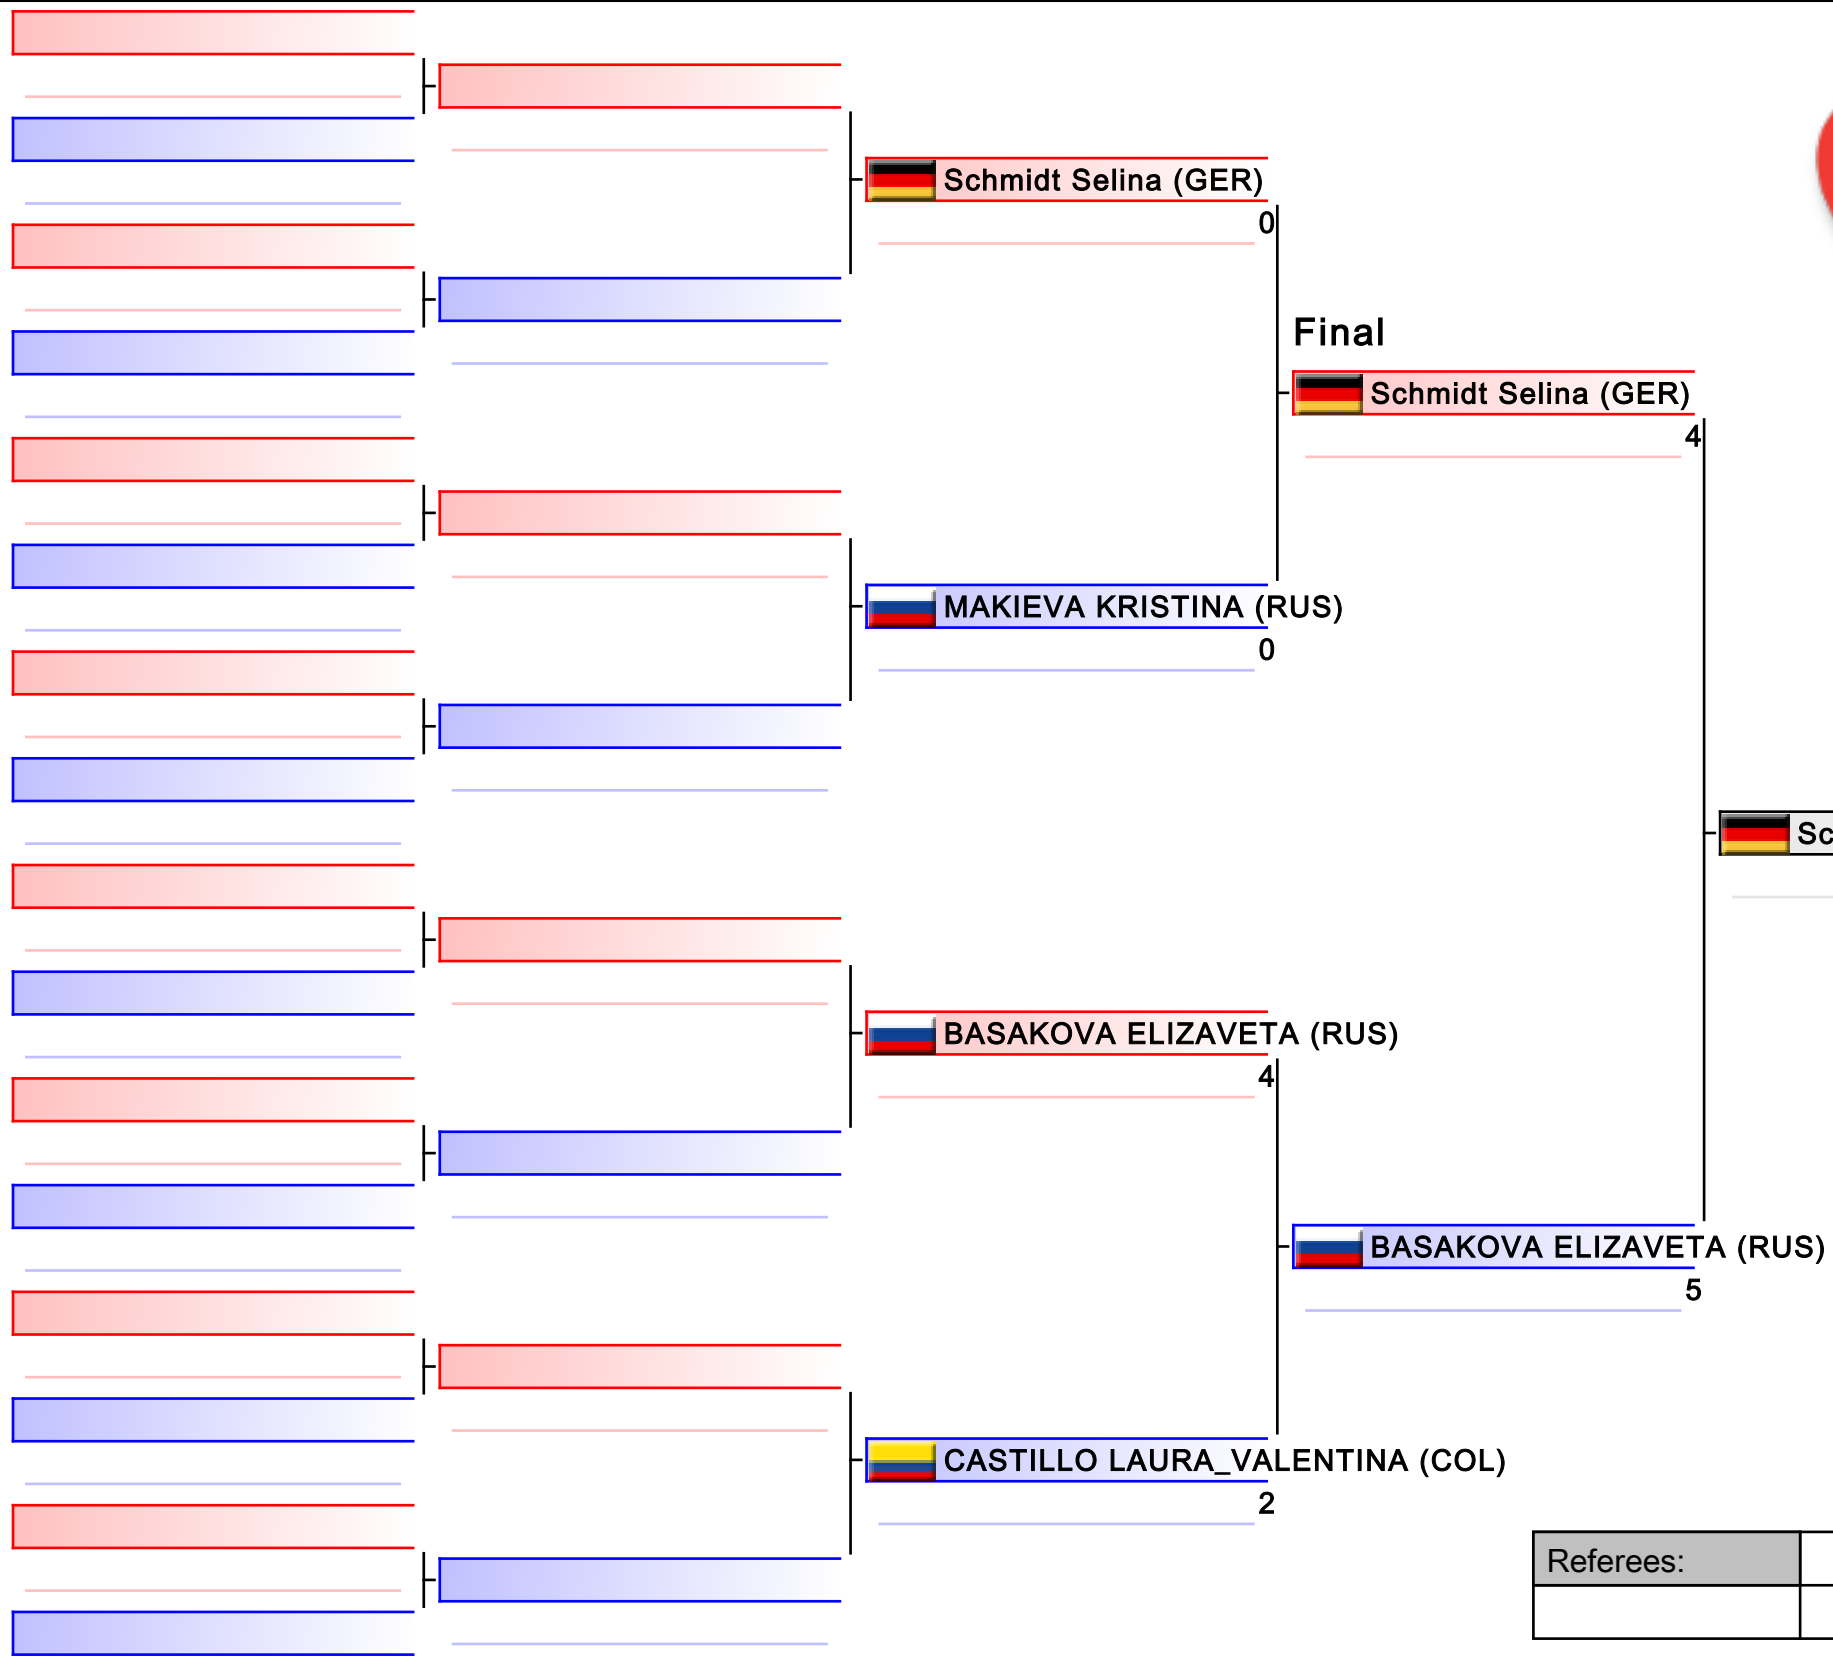 Schmidt Selina (GER)
0
Final
Schmidt Selina (GER)
4
MAKIEVA KRISTINA (RUS)
0
Sc
BASAKOVA ELIZAVETA (RUS)
4
BASAKOVA ELIZAVETA (RUS)
5
CASTILLO LAURA_VALENTINA (COL)
2
Referees: